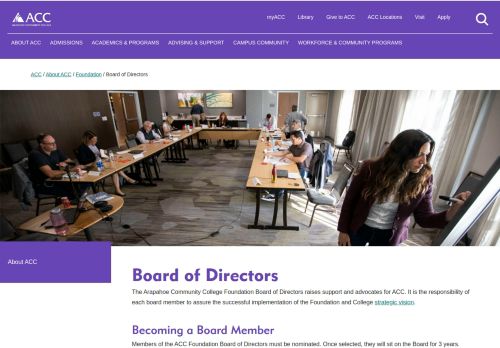 ACC
myACC Library Give to ACC ACC Locations Visit Apply
ABOUT ACC ADMISSIONS ACADEMICS & PROGRAMS ADVISING & SUPPORT CAMPUS COMMUNITY WORKFORCE & COMMUNITY PROGRAMS
ACC / About ACC / Foundation / Board of Directors
About ACC
Board of Directors
The Arapahoe Community College Foundation Board of Directors raises support and advocates for ACC. It is the responsibility of
each board member to assure the successful implementation of the Foundation and College strategic vision.
Becoming a Board Member
Members of the ACC Foundation Board of Directors must be nominated. Once selected, they will sit on the Board for 3 years.